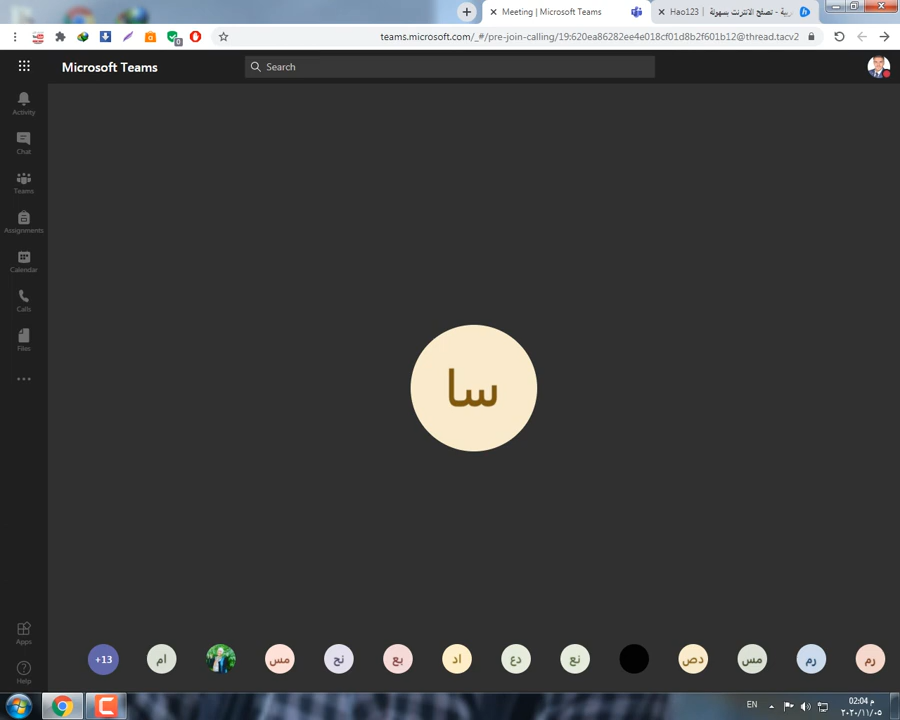 Meeting | Microsoft Teams
Hao123 | رية - تصفح الانترنت بسهولة
teams.microsoft.com/_#/pre-join-calling/19:620ea86282ee4e018cf01d8b2f601b12@thread.tacv2
Microsoft Teams
Search
Activity
Chat
Teams
Assignments
Calendar
Calls
Files
Apps
Help
سا
+13
ام
مس
نح
بع
اد
دع
نع
دص
مس
رم
رم
EN
02:04 م
٢٠٢٠/١١/٠٥